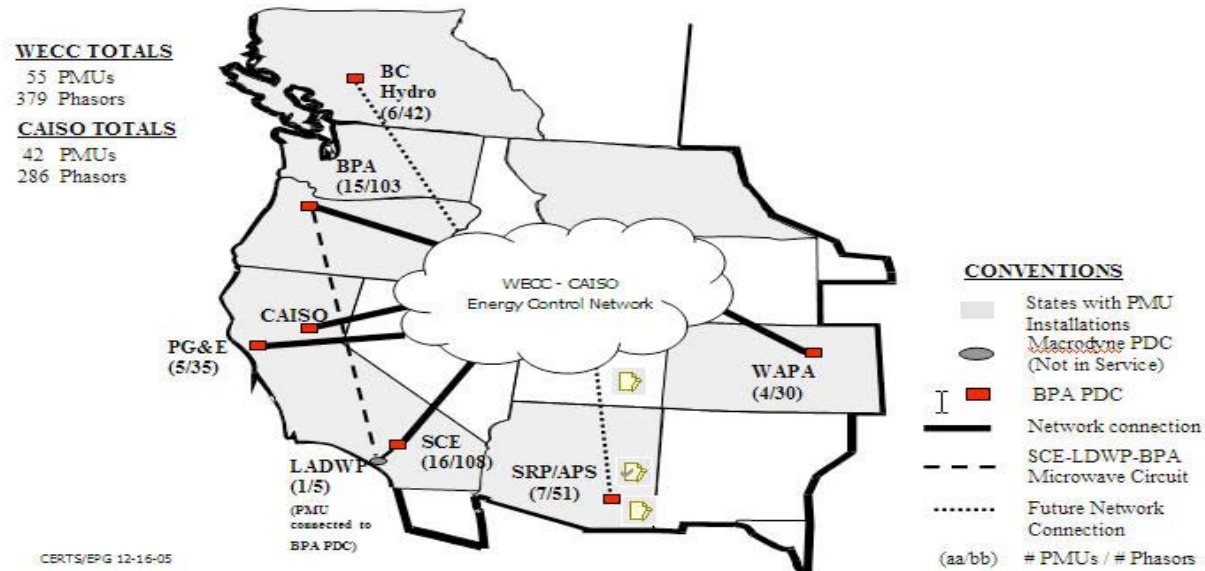 WECC TOTALS
55 PMUs
379 Phasors
CAISO TOTALS
42 PMUs
286 Phasors
BC
Hydro
(6/42)
BPA
(15/103
WECC - CAISO
Energy Control Network
CAISO
PG&E
(5/35)
WAPA
(4/30)
SCE
(16/108)
LADWP
(1/5)
(PMU
connected to
BPA PDC)
SRP/APS
(7/51)
CONVENTIONS
States with PMU
Installations
Macrodyne PDC
(Not in Service)
BPA PDC
Network connection
SCE-LDWP-BPA
Microwave Circuit
Future Network
Connection
(aa/bb) # PMUs / # Phasors
CERTS/EPG 12-16-05